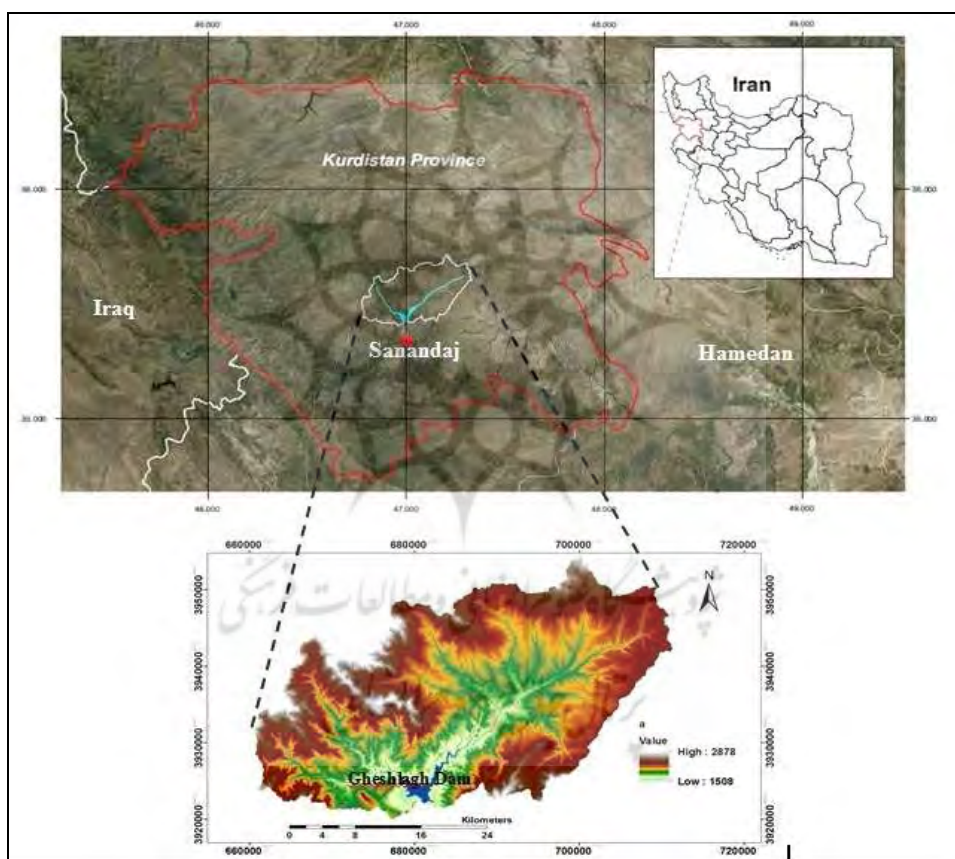 46.000 47.000 48.000 49.000
Iran
Kurdistan Province
36.000 36.000
Iraq
Sanandaj
Hamedan
35.000 35.000
46.000 47.000 48.000 49.000
660000 680000 700000 720000
N
3950000 3950000
و مطالعات فرهنگی
3940000 3940000
a
Value
High : 2878
Low : 1508
3930000 3930000
Gheshlagh Dam
Kilometers
0 4 8 16 24
3920000 3920000
660000 680000 700000 720000